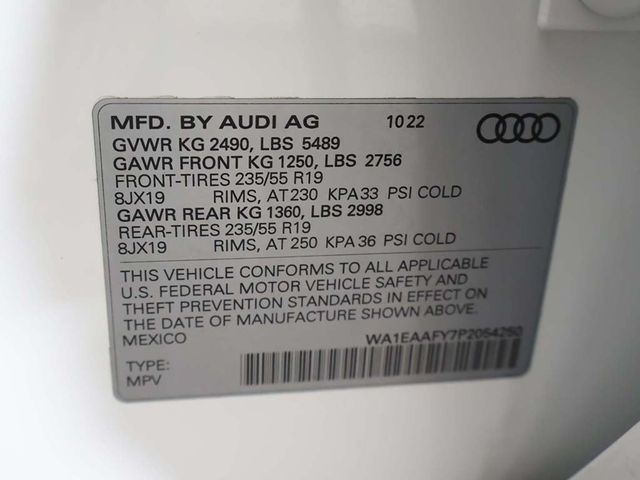 MFD. BY AUDI AG 10 22
GVWR KG 2490, LBS 5489
GAWR FRONT KG 1250, LBS 2756
FRONT-TIRES 235/55 R19
8JX19 RIMS, AT 230 KPA 33 PSI COLD
GAWR REAR KG 1360, LBS 2998
REAR-TIRES 235/55 R19
8JX19 RIMS, AT 250 KPA 36 PSI COLD
THIS VEHICLE CONFORMS TO ALL APPLICABLE
U.S. FEDERAL MOTOR VEHICLE SAFETY AND
THEFT PREVENTION STANDARDS IN EFFECT ON
THE DATE OF MANUFACTURE SHOWN ABOVE.
MEXICO WA1EAAFY7P2054250
TYPE:
MPV